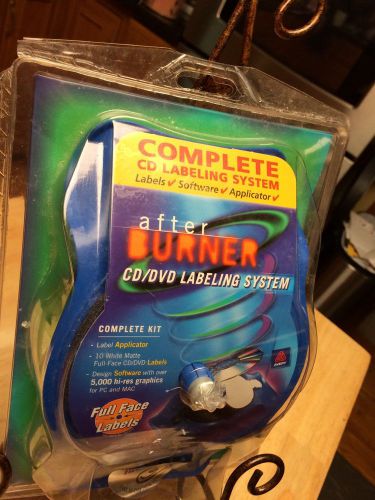 COMPLETE
CD LABELING SYSTEM
Labels ✓ Software ✓ Applicator ✓
after
BURNER
CD/DVD LABELING SYSTEM
COMPLETE KIT
- Label Applicator
- 10 White Matte
Full-Face CD/DVD Labels
- Design Software with over
5,000 hi-res graphics
for PC and MAC
AVERY
Full Face
Labels